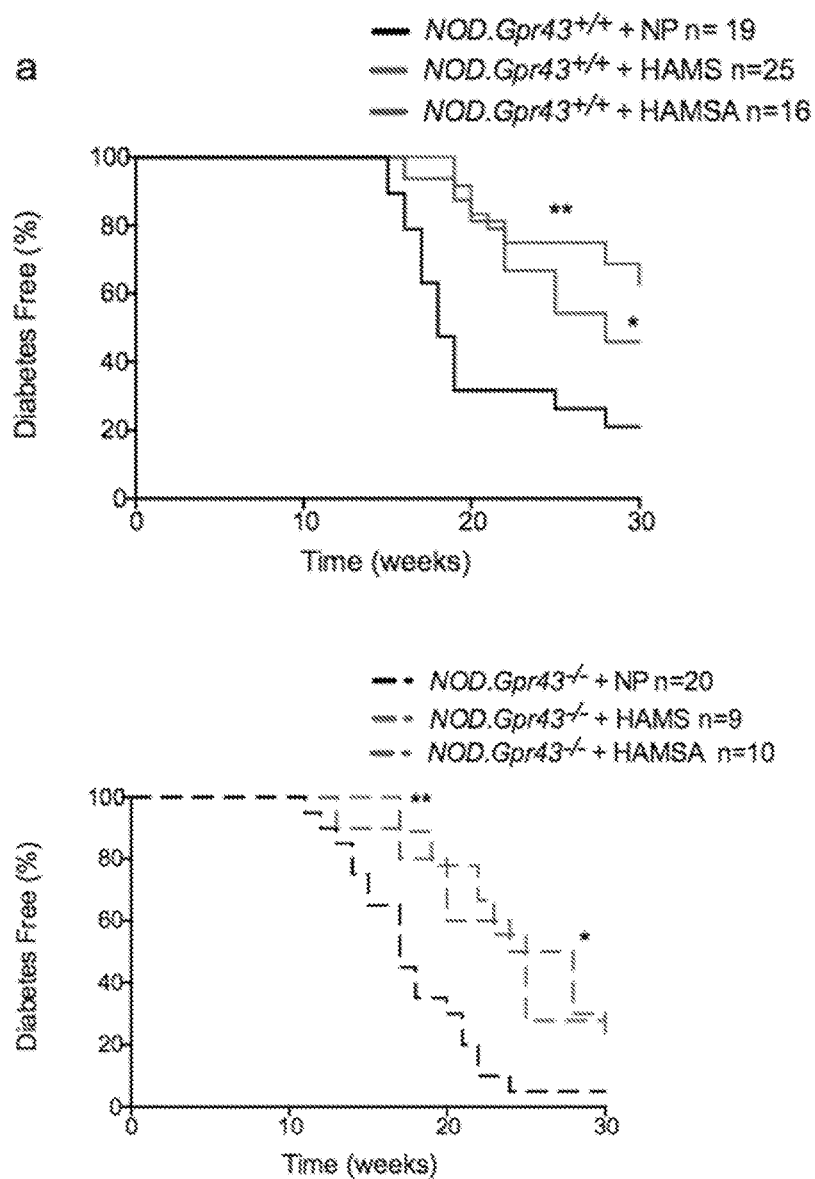 a
NOD.Gpr43+/+ + NP n= 19
NOD.Gpr43+/+ + HAMS n=25
NOD.Gpr43+/+ + HAMSA n=16
100
80
60
40
20
0
**
*
Diabetes Free (%)
0 10 20 30
Time (weeks)
NOD.Gpr43-/- + NP n=20
NOD.Gpr43-/- + HAMS n=9
NOD.Gpr43-/- + HAMSA n=10
100
80
60
40
20
0
**
*
Diabetes Free (%)
0 10 20 30
Time (weeks)